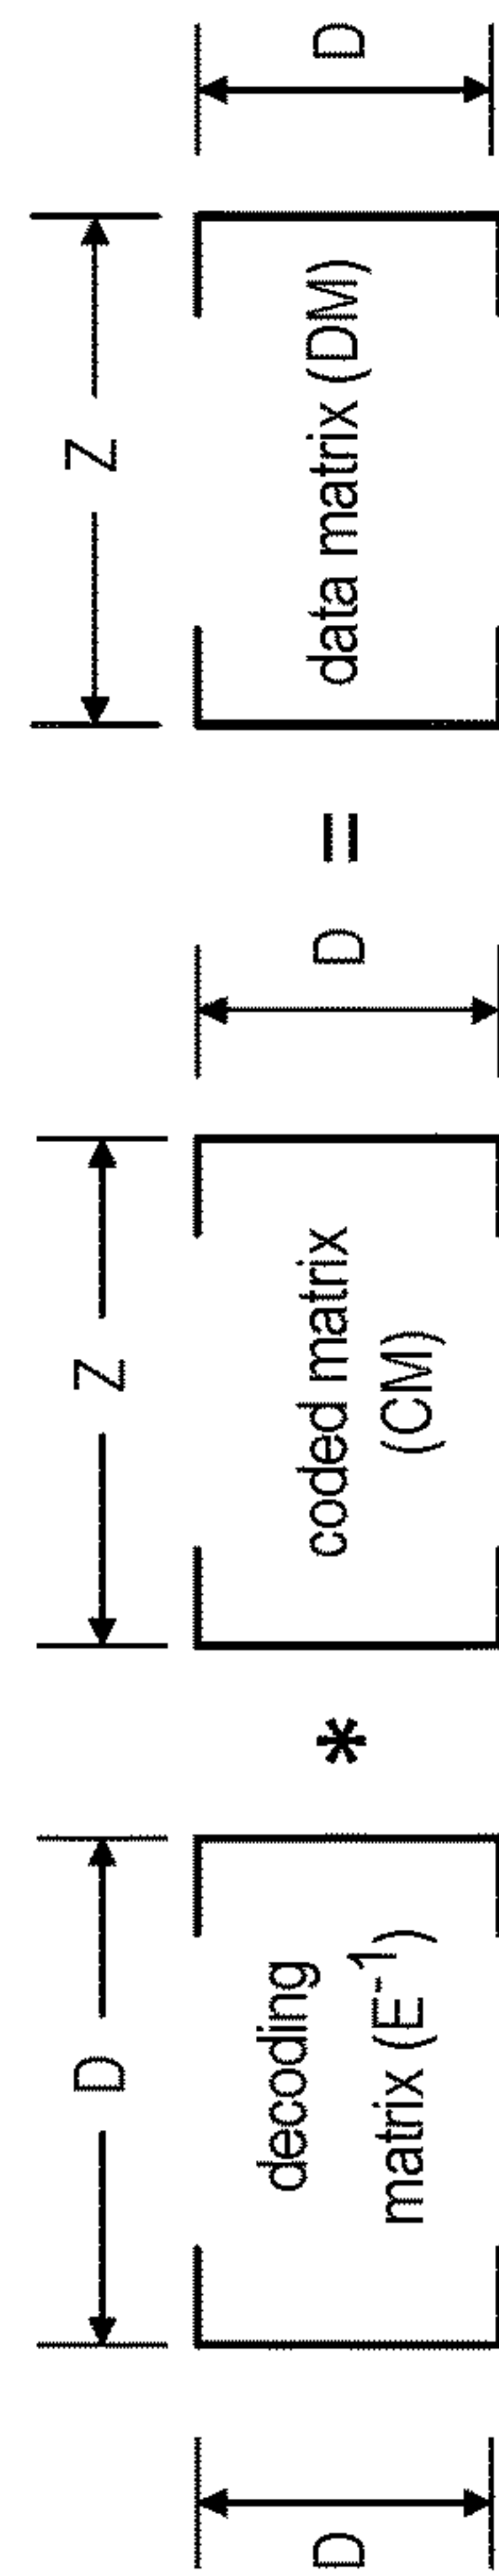 D
D
decoding
matrix (E⁻¹)
*
Z
coded matrix
(CM)
D
=
Z
data matrix (DM)
D